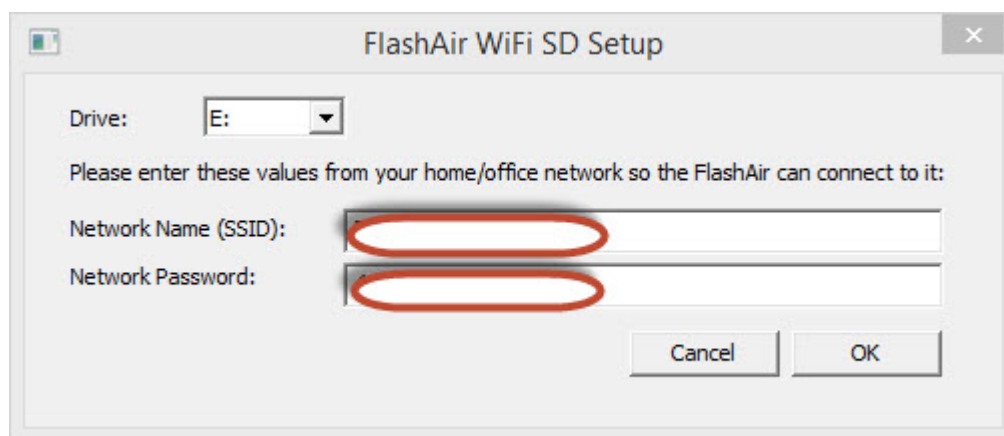 FlashAir WiFi SD Setup
Drive: E:
Please enter these values from your home/office network so the FlashAir can connect to it:
Network Name (SSID):
Network Password:
Cancel OK